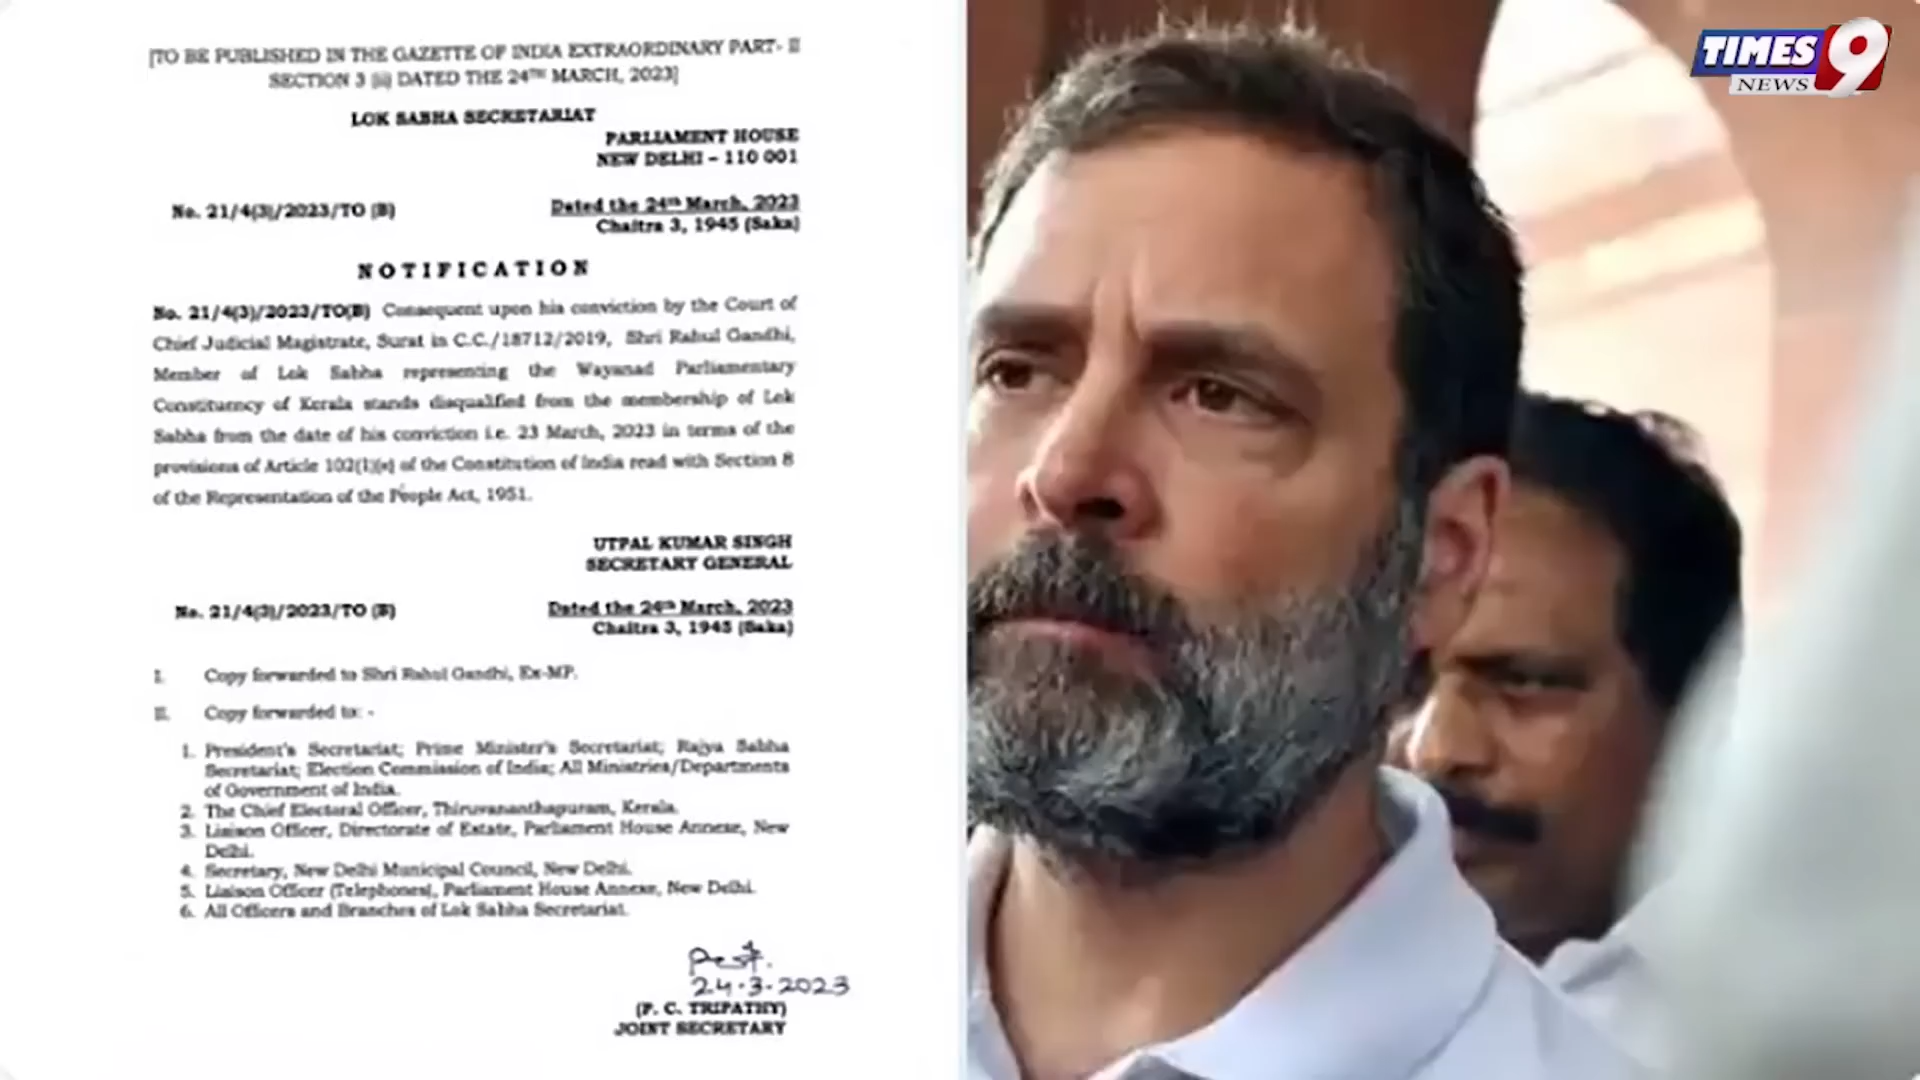 [TO BE PUBLISHED IN THE GAZETTE OF INDIA EXTRAORDINARY PART- II
SECTION 3 (ii) DATED THE 24TH MARCH, 2023]
LOK SABHA SECRETARIAT
PARLIAMENT HOUSE
NEW DELHI – 110 001
No. 21/4(3)/2023/TO (B)
Dated the 24th March, 2023
Chaitra 3, 1945 (Saka)
NOTIFICATION
No. 21/4(3)/2023/TO(B) Consequent upon his conviction by the Court of
Chief Judicial Magistrate, Surat in C.C./18712/2019, Shri Rahul Gandhi,
Member of Lok Sabha representing the Wayanad Parliamentary
Constituency of Kerala stands disqualified from the membership of Lok
Sabha from the date of his conviction i.e. 23 March, 2023 in terms of the
provisions of Article 102(1)(e) of the Constitution of India read with Section 8
of the Representation of the People Act, 1951.
UTPAL KUMAR SINGH
SECRETARY GENERAL
No. 21/4(3)/2023/TO (B)
Dated the 24th March, 2023
Chaitra 3, 1945 (Saka)
I. Copy forwarded to Shri Rahul Gandhi, Ex-MP.
II. Copy forwarded to: -
1. President's Secretariat; Prime Minister's Secretariat; Rajya Sabha
Secretariat; Election Commission of India; All Ministries/Departments
of Government of India.
2. The Chief Electoral Officer, Thiruvananthapuram, Kerala.
3. Liaison Officer, Directorate of Estate, Parliament House Annexe, New
Delhi.
4. Secretary, New Delhi Municipal Council, New Delhi.
5. Liaison Officer (Telephones), Parliament House Annexe, New Delhi.
6. All Officers and Branches of Lok Sabha Secretariat.
24-3-2023
(P. C. TRIPATHY)
JOINT SECRETARY
TIMES 9
NEWS